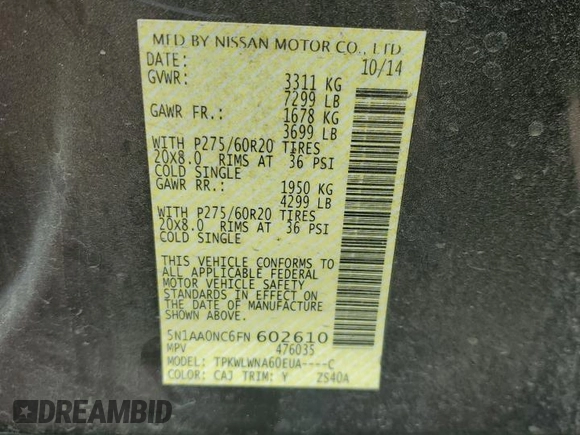 MFD BY NISSAN MOTOR CO., LTD
DATE: 10/14
GVWR: 3311 KG
7299 LB
GAWR FR.: 1678 KG
3699 LB
WITH P275/60R20 TIRES
20X8.0 RIMS AT 36 PSI
COLD SINGLE
GAWR RR.: 1950 KG
4299 LB
WITH P275/60R20 TIRES
20X8.0 RIMS AT 36 PSI
COLD SINGLE
THIS VEHICLE CONFORMS TO
ALL APPLICABLE FEDERAL
MOTOR VEHICLE SAFETY
STANDARDS IN EFFECT ON
THE DATE OF MANUFACTURE
SHOWN ABOVE.
5N1AA0NC6FN 602610
MPV 476035
MODEL: TPKWLWNA60EUA----C
COLOR: CAJ TRIM: Y ZS40A
DREAMBID